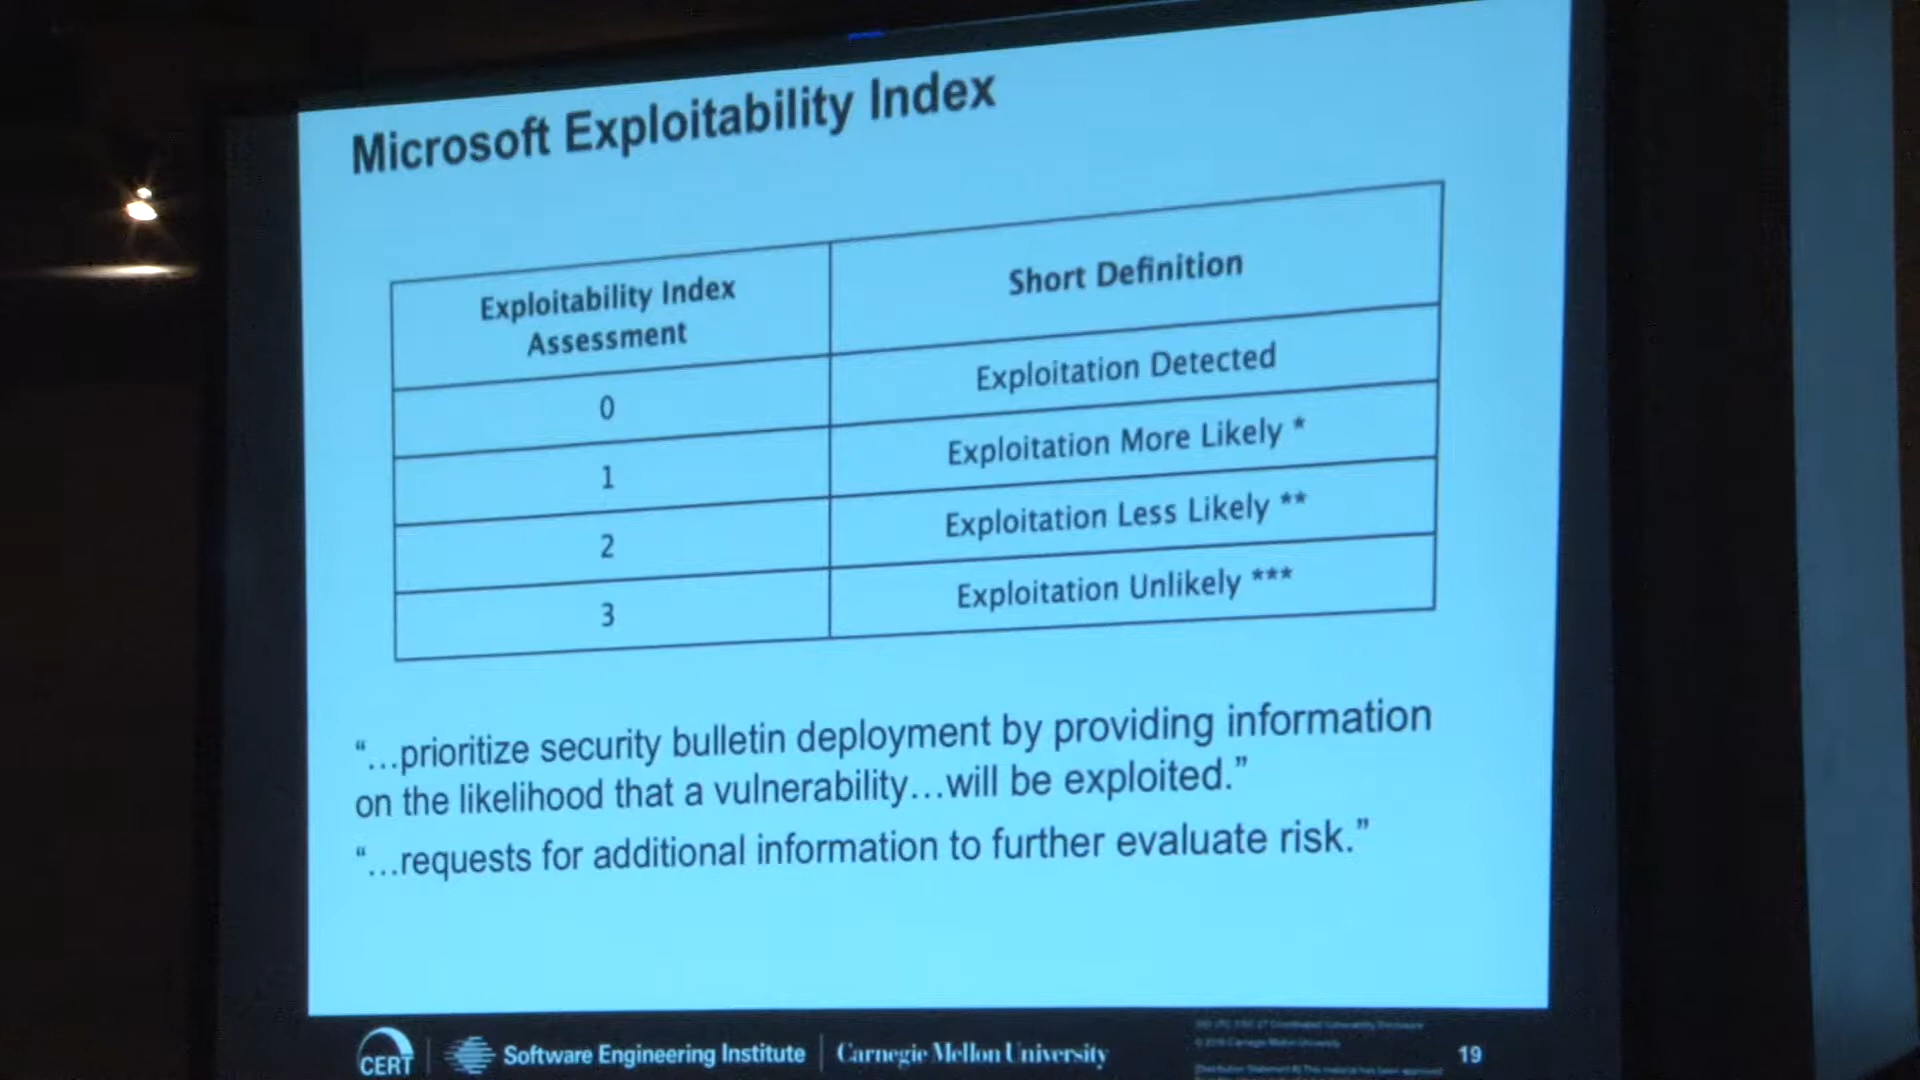 Microsoft Exploitability Index
Exploitability Index
Assessment
Short Definition
0
Exploitation Detected
1
Exploitation More Likely *
2
Exploitation Less Likely **
3
Exploitation Unlikely ***
“…prioritize security bulletin deployment by providing information
on the likelihood that a vulnerability…will be exploited.”
“…requests for additional information to further evaluate risk.”
CERT
Software Engineering Institute
Carnegie Mellon University
19